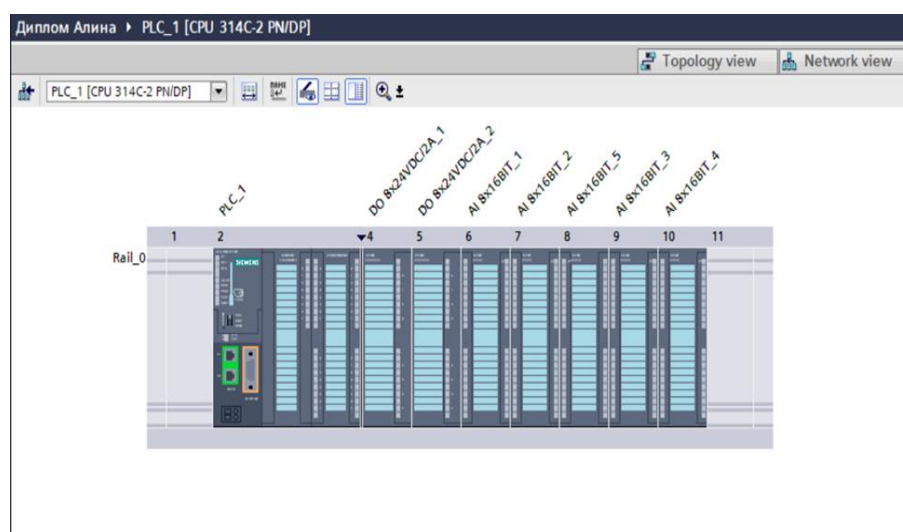 Диплом Алина ▸ PLC_1 [CPU 314C-2 PN/DP]
Topology view Network view
PLC_1 [CPU 314C-2 PN/DP]
PLC_1 DO 8x24VDC/2A_1 DO 8x24VDC/2A_2 AI 8x16BIT_1 AI 8x16BIT_2 AI 8x16BIT_5 AI 8x16BIT_3 AI 8x16BIT_4
1 2 4 5 6 7 8 9 10 11
Rail_0
SIEMENS